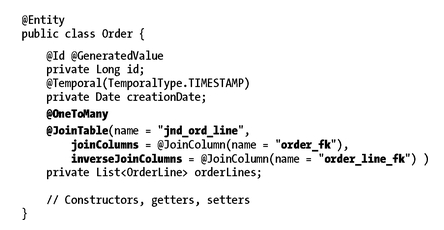 @Entity
public class Order {
@Id @GeneratedValue
private Long id;
@Temporal(TemporalType.TIMESTAMP)
private Date creationDate;
@OneToMany
@JoinTable(name = "jnd_ord_line",
joinColumns = @JoinColumn(name = "order_fk"),
inverseJoinColumns = @JoinColumn(name = "order_line_fk") )
private List<OrderLine> orderLines;
// Constructors, getters, setters
}